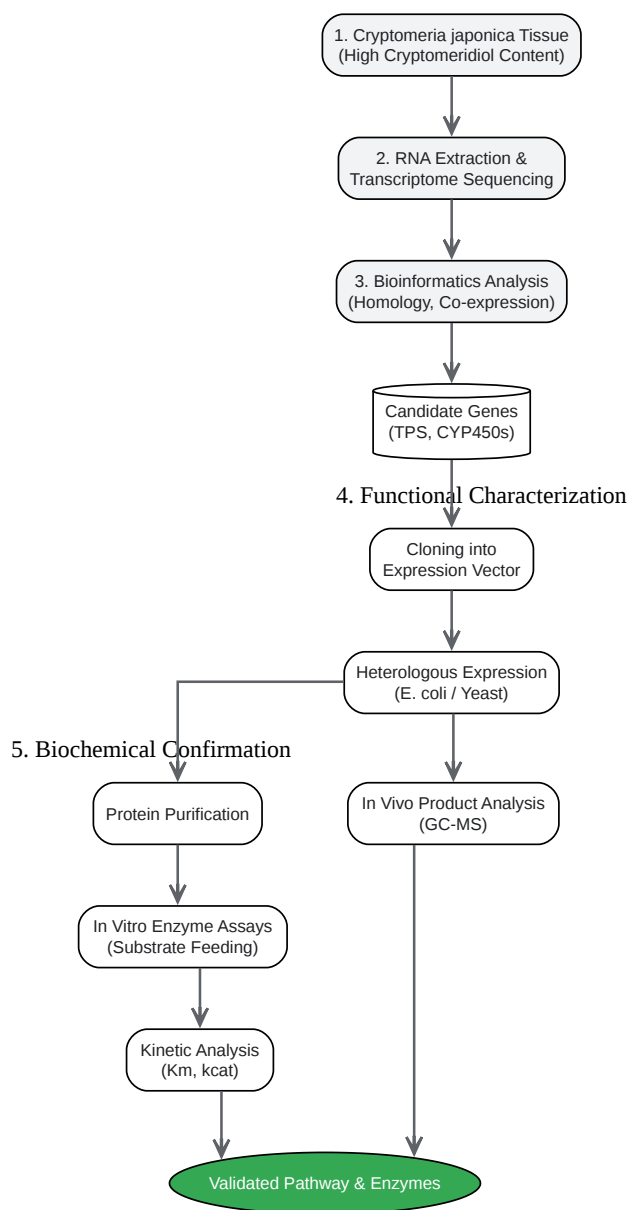 1. Cryptomeria japonica Tissue
(High Cryptomeridiol Content)
2. RNA Extraction &
Transcriptome Sequencing
3. Bioinformatics Analysis
(Homology, Co-expression)
Candidate Genes
(TPS, CYP450s)
4. Functional Characterization
Cloning into
Expression Vector
Heterologous Expression
(E. coli / Yeast)
5. Biochemical Confirmation
Protein Purification
In Vivo Product Analysis
(GC-MS)
In Vitro Enzyme Assays
(Substrate Feeding)
Kinetic Analysis
(Km, kcat)
Validated Pathway & Enzymes